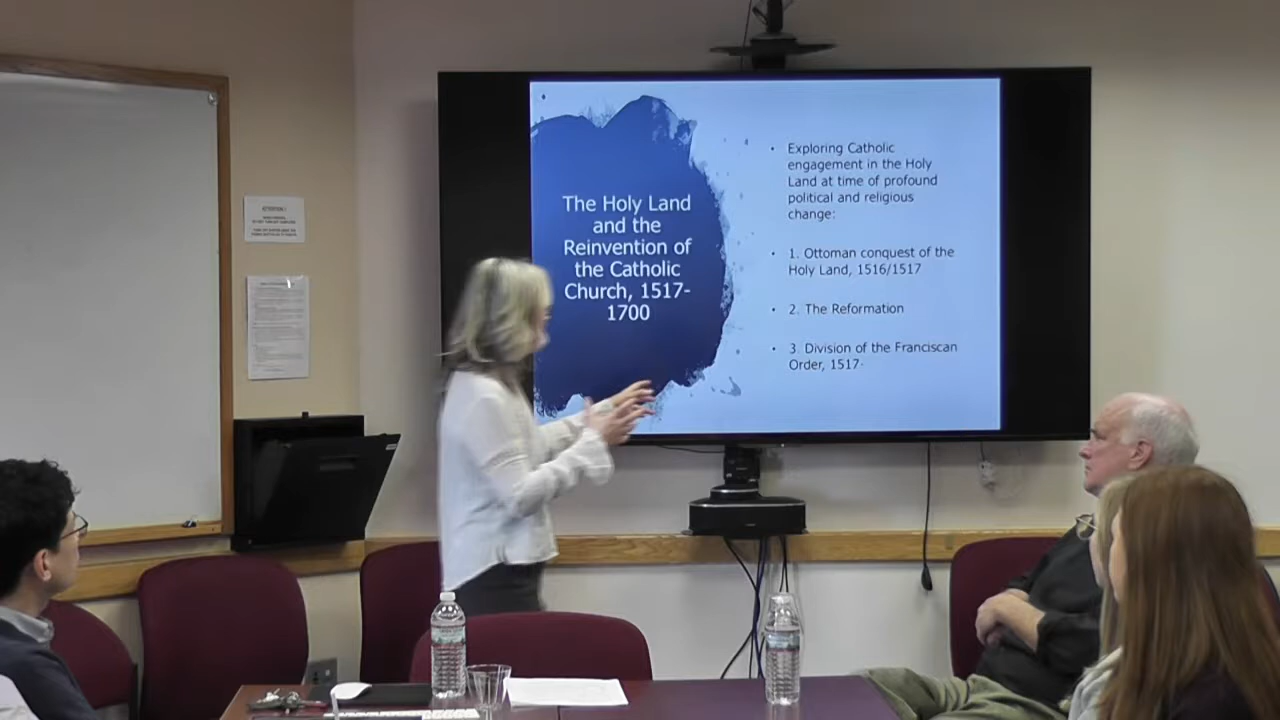 ATTENTION !
The Holy Land
and the
Reinvention of
the Catholic
Church, 1517-
1700
• Exploring Catholic
engagement in the Holy
Land at time of profound
political and religious
change:
• 1. Ottoman conquest of the
Holy Land, 1516/1517
• 2. The Reformation
• 3. Division of the Franciscan
Order, 1517-